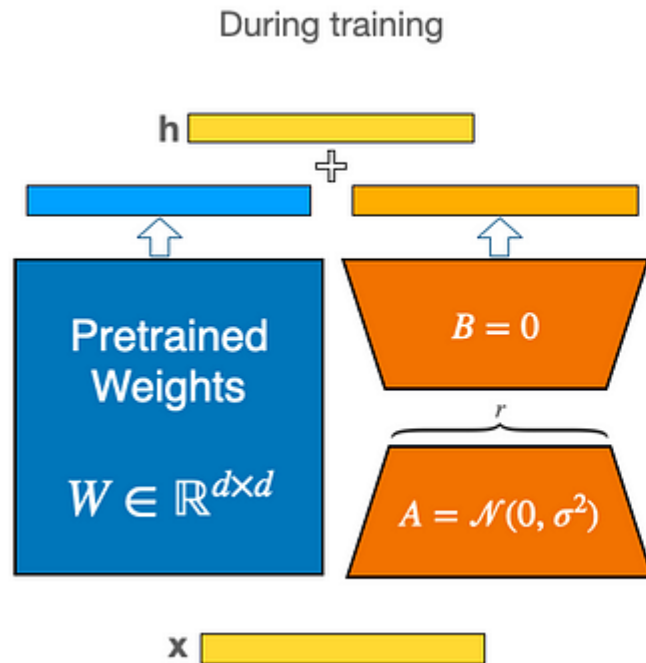 During training
h
Pretrained
Weights
W ∈ ℝ^{d×d}
B = 0
r
A = 𝒩(0, σ²)
x